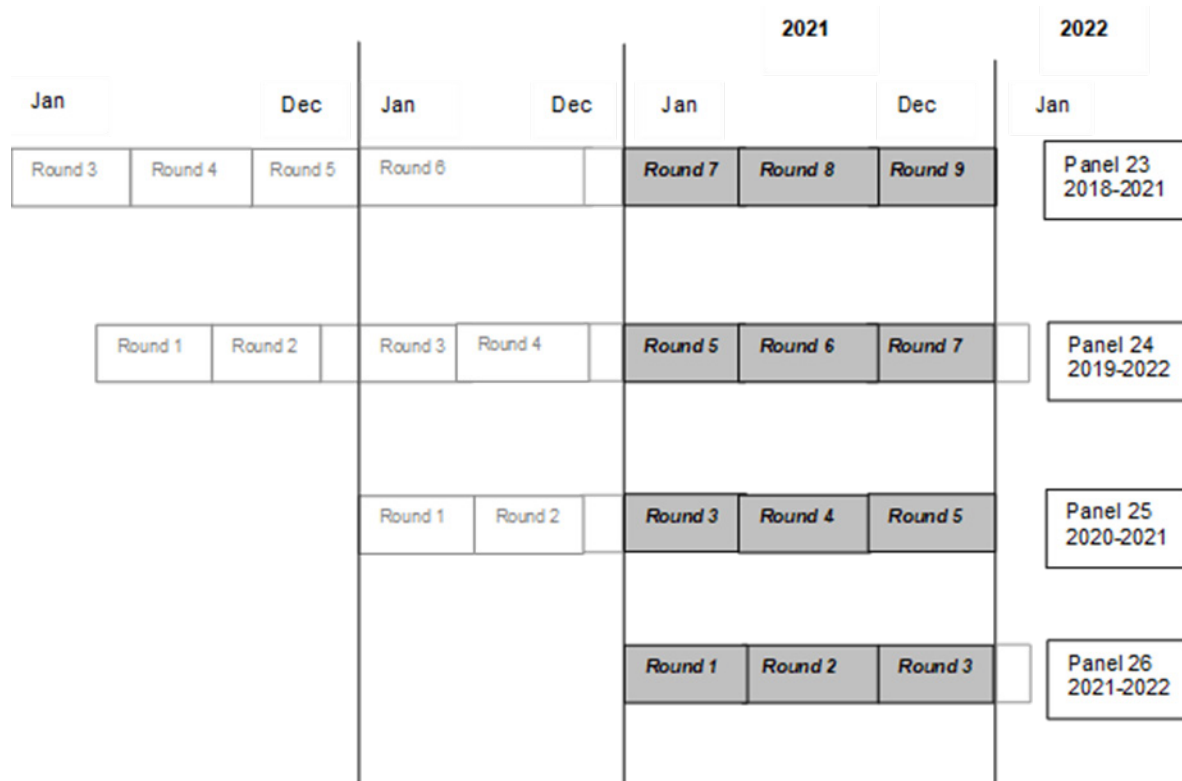 2021 2022
Jan Dec Jan Dec Jan Dec Jan
Round 3 Round 4 Round 5 Round 6 Round 7 Round 8 Round 9 Panel 23
2018-2021
Round 1 Round 2 Round 3 Round 4 Round 5 Round 6 Round 7 Panel 24
2019-2022
Round 1 Round 2 Round 3 Round 4 Round 5 Panel 25
2020-2021
Round 1 Round 2 Round 3 Panel 26
2021-2022